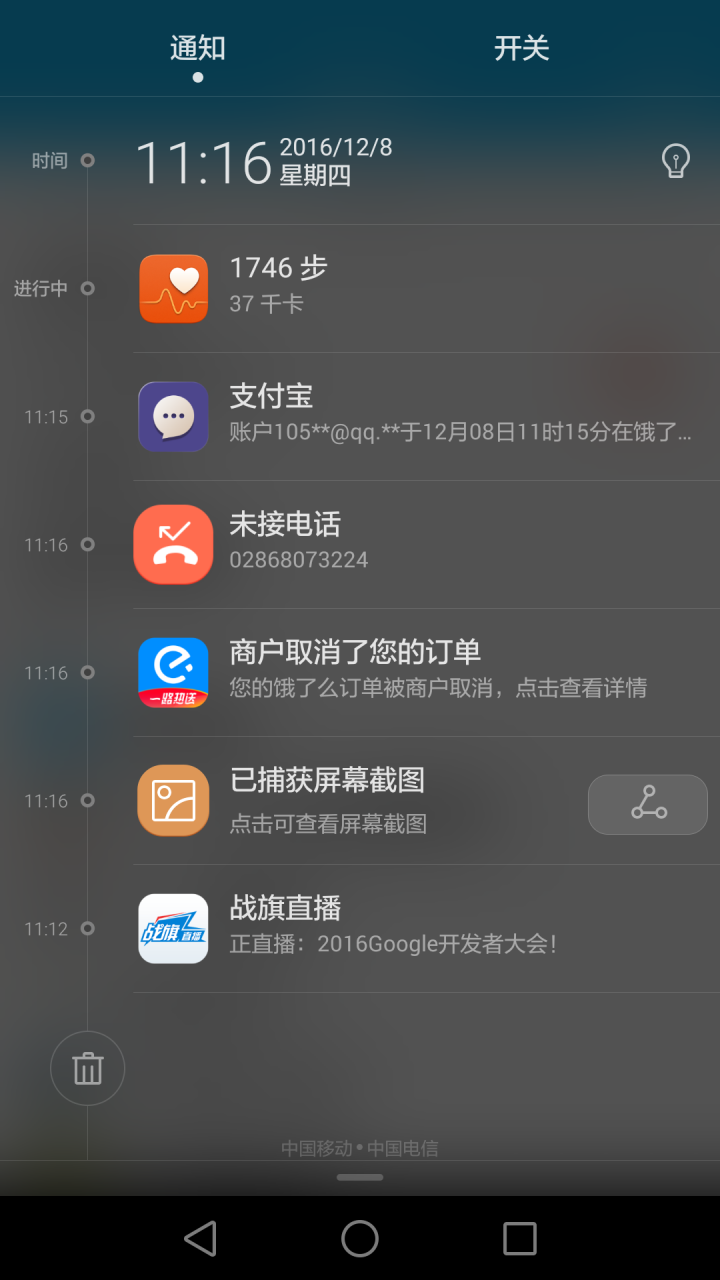 通知
开关
时间
11:16
2016/12/8
星期四
进行中
1746 步
37 千卡
11:15
支付宝
账户105**@qq.**于12月08日11时15分在饿了...
11:16
未接电话
02868073224
11:16
商户取消了您的订单
您的饿了么订单被商户取消，点击查看详情
一路热送
11:16
已捕获屏幕截图
点击可查看屏幕截图
11:12
战旗直播
战旗直播
正直播：2016Google开发者大会！
中国移动•中国电信